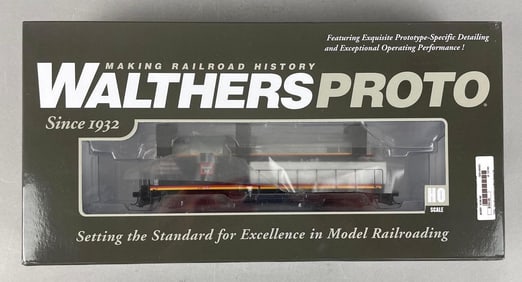 Featuring Exquisite Prototype-Specific Detailing
and Exceptional Operating Performance!
MAKING RAILROAD HISTORY
WALTHERSPROTO
Since 1932
HO
SCALE
Setting the Standard for Excellence in Model Railroading